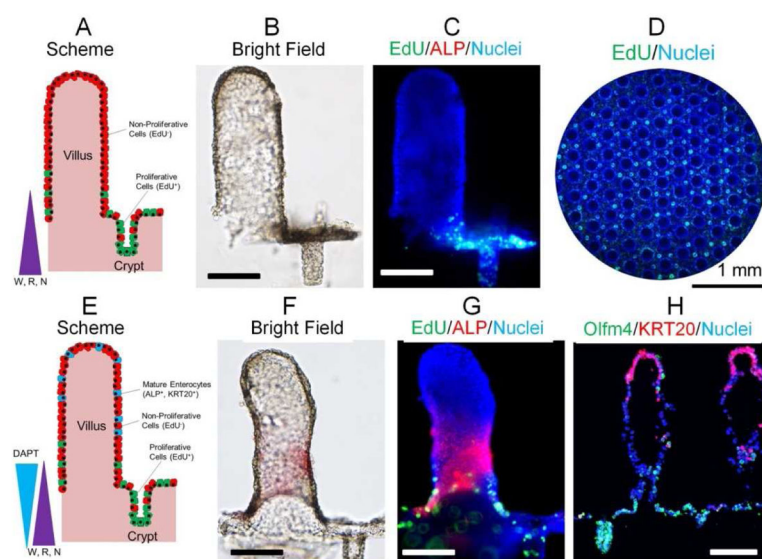 A
Scheme
Non-Proliferative
Cells (EdU⁻)
Villus
Proliferative
Cells (EdU⁺)
Crypt
W, R, N
B
Bright Field
C
EdU/ALP/Nuclei
D
EdU/Nuclei
1 mm
E
Scheme
Mature Enterocytes
(ALP⁺, KRT20⁺)
Non-Proliferative
Cells (EdU⁻)
Villus
Proliferative
Cells (EdU⁺)
DAPT
Crypt
W, R, N
F
Bright Field
G
EdU/ALP/Nuclei
H
Olfm4/KRT20/Nuclei